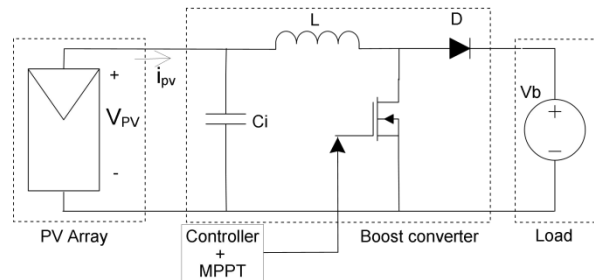 L
D
+
i_pv
V_PV
-
Ci
Vb
+
−
PV Array
Controller
+
MPPT
Boost converter
Load